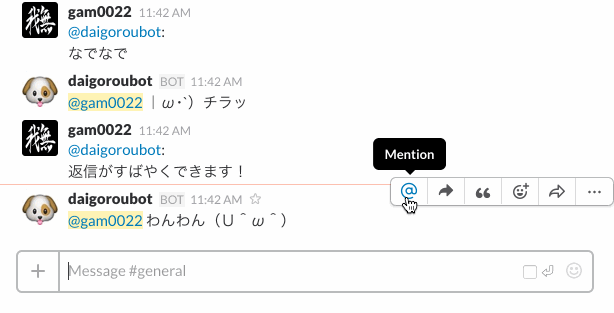 gam0022 11:42 AM
@daigoroubot:
なでなで
daigoroubot BOT 11:42 AM
@gam0022 ｜ω･`）チラッ
gam0022 11:42 AM
@daigoroubot:
返信がすばやくできます！
Mention
daigoroubot BOT 11:42 AM
@gam0022 わんわん（U＾ω＾）
Message #general